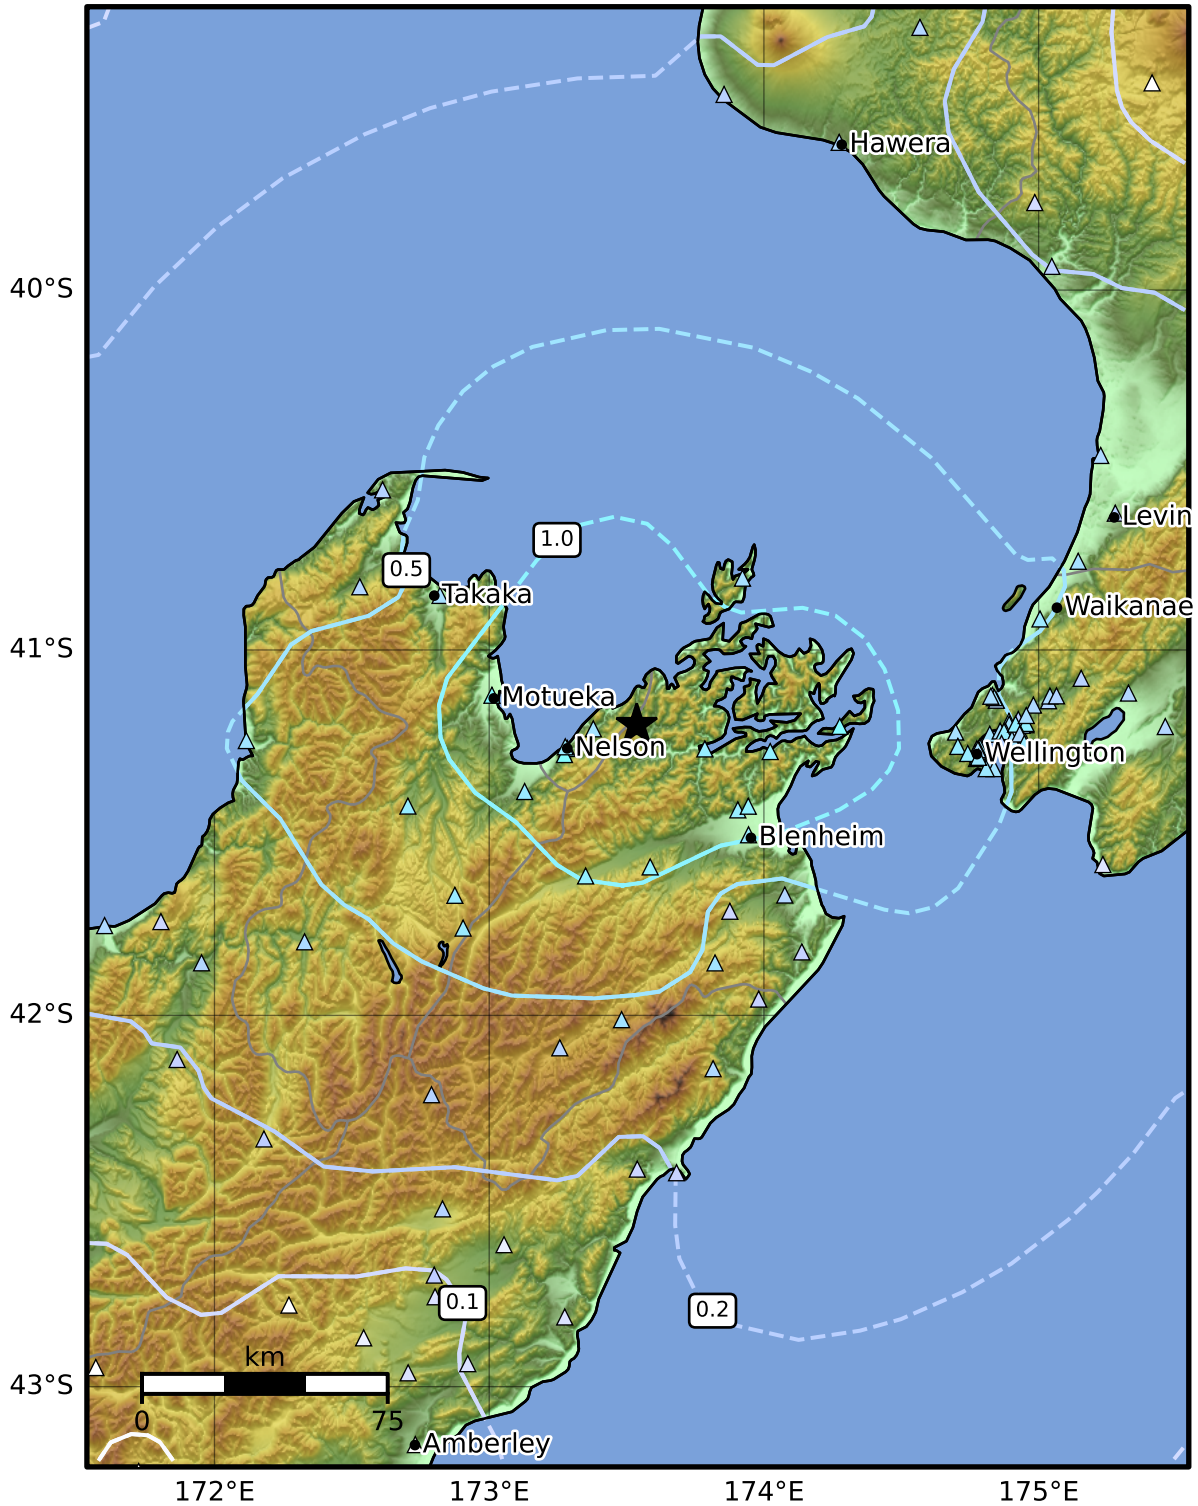 Hawera
40°S
Levin
1.0
0.5
Takaka
Waikanae
41°S
Motueka
Nelson
Wellington
Blenheim
42°S
0.1
0.2
km
43°S
0
75
Amberley
172°E
173°E
174°E
175°E